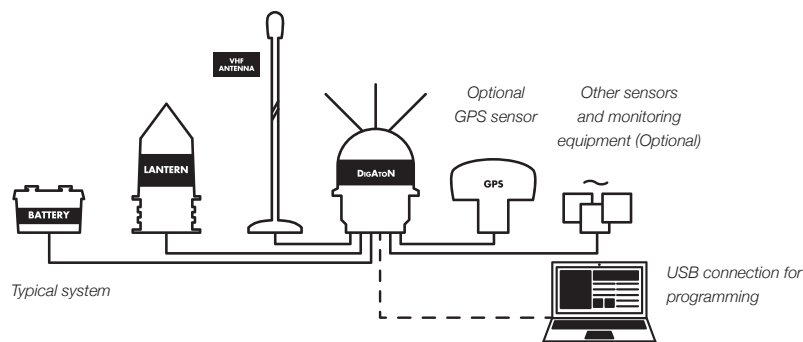 VHF
ANTENNA
Optional
GPS sensor
Other sensors
and monitoring
equipment (Optional)
LANTERN
DIGATON
GPS
BATTERY
Typical system
USB connection for
programming